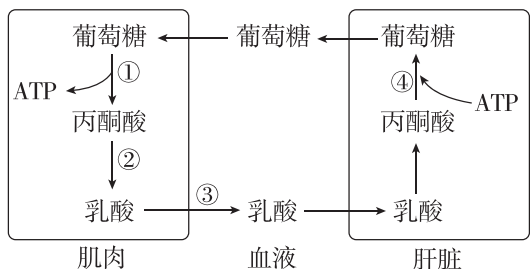 葡萄糖 葡萄糖 葡萄糖
① ④
ATP ATP
丙酮酸 丙酮酸
②
③
乳酸 乳酸 乳酸
肌肉 血液 肝脏